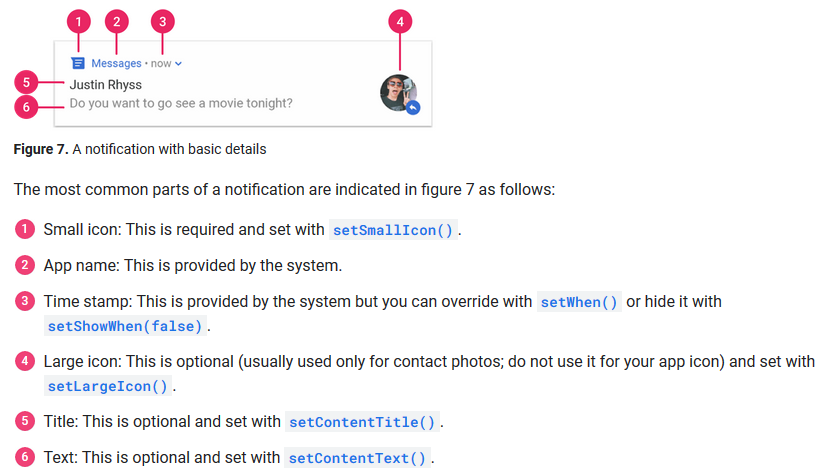 1 2 3 4
Messages • now
5 Justin Rhyss
6 Do you want to go see a movie tonight?
Figure 7. A notification with basic details
The most common parts of a notification are indicated in figure 7 as follows:
1 Small icon: This is required and set with setSmallIcon().
2 App name: This is provided by the system.
3 Time stamp: This is provided by the system but you can override with setWhen() or hide it with
setShowWhen(false).
4 Large icon: This is optional (usually used only for contact photos; do not use it for your app icon) and set with
setLargeIcon().
5 Title: This is optional and set with setContentTitle().
6 Text: This is optional and set with setContentText().